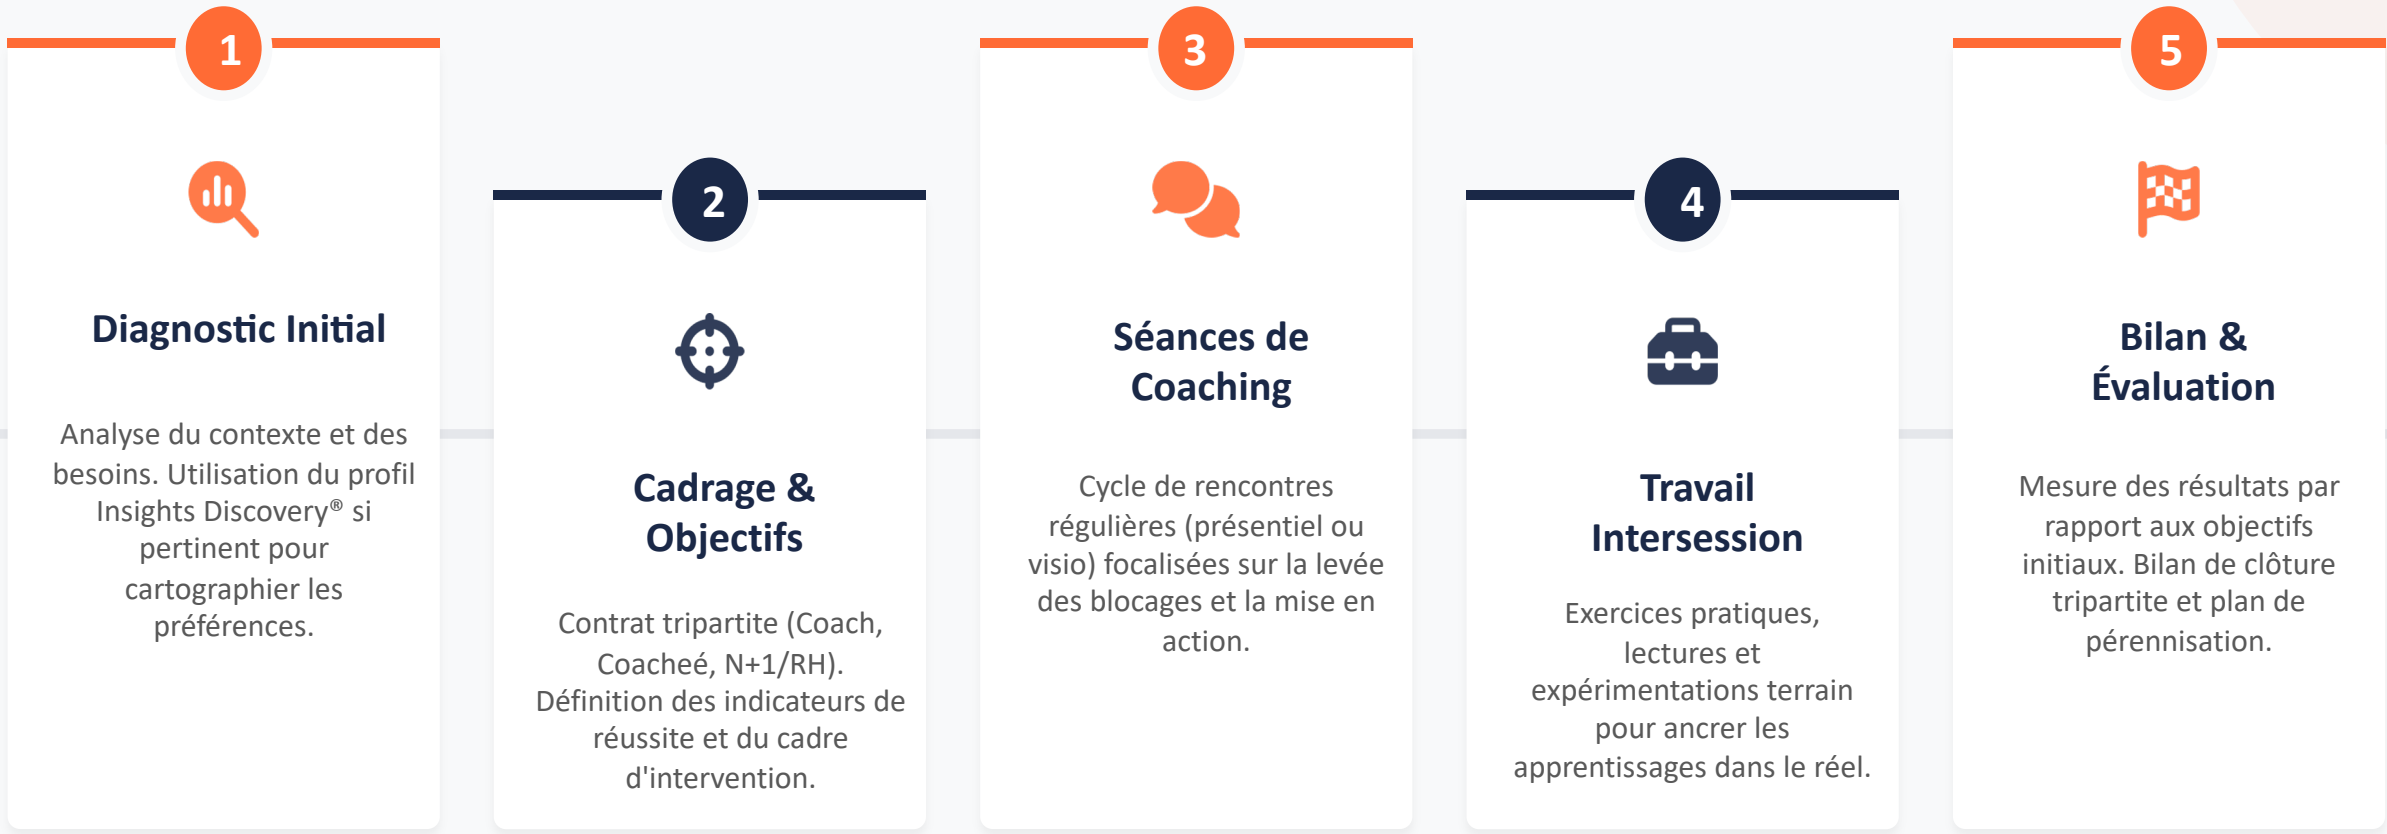 1
Diagnostic Initial
Analyse du contexte et des
besoins. Utilisation du profil
Insights Discovery® si
pertinent pour
cartographier les
préférences.
2
Cadrage &
Objectifs
Contrat tripartite (Coach,
Coacheé, N+1/RH).
Définition des indicateurs de
réussite et du cadre
d'intervention.
3
Séances de
Coaching
Cycle de rencontres
régulières (présentiel ou
visio) focalisées sur la levée
des blocages et la mise en
action.
4
Travail
Intersession
Exercices pratiques,
lectures et
expérimentations terrain
pour ancrer les
apprentissages dans le réel.
5
Bilan &
Évaluation
Mesure des résultats par
rapport aux objectifs
initiaux. Bilan de clôture
tripartite et plan de
pérennisation.